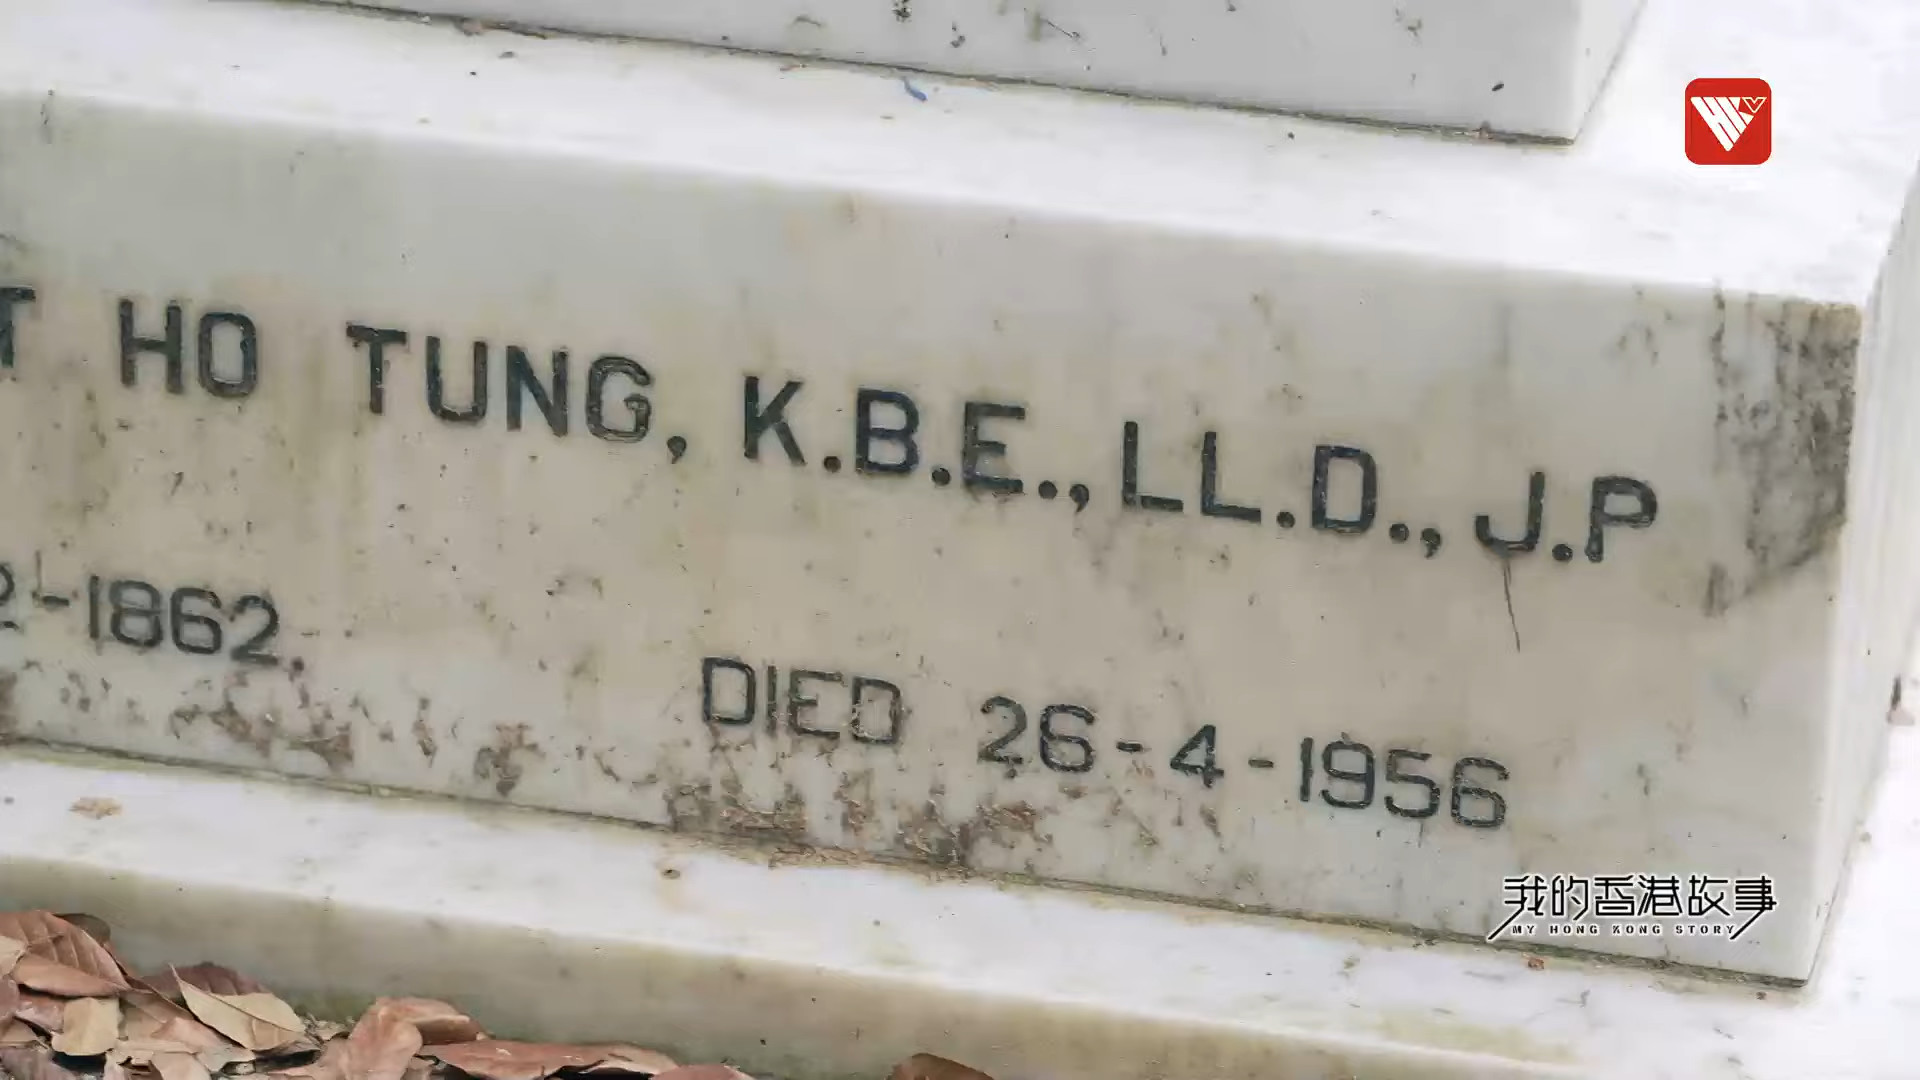 T HO TUNG, K.B.E., LL.D., J.P
2-1862.
DIED 26-4-1956
我的香港故事
MY HONG KONG STORY